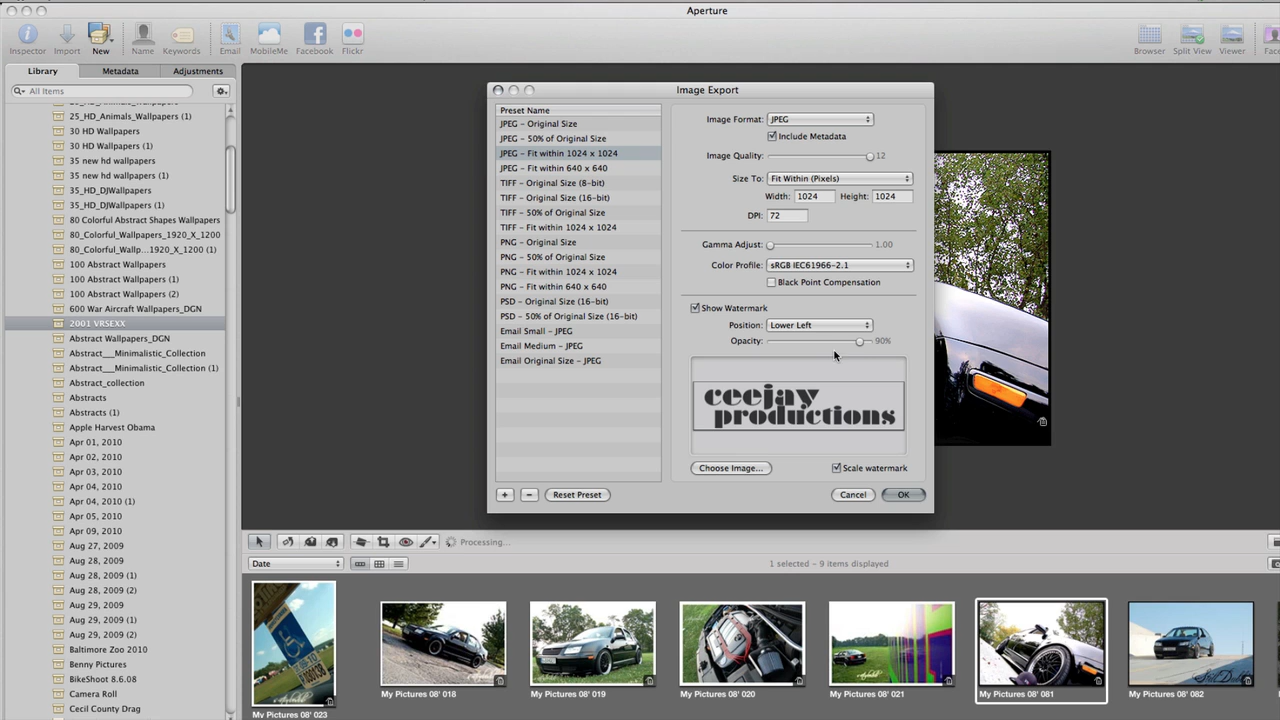 Aperture
Inspector
Import
New
Name
Keywords
Email
MobileMe
Facebook
Flickr
Browser
Split View
Viewer
Library
Metadata
Adjustments
All Items
25_HD_Animals_Wallpapers
25_HD_Animals_Wallpapers (1)
30 HD Wallpapers
30 HD Wallpapers (1)
35 new hd wallpapers
35 new hd wallpapers (1)
35_HD_DJWallpapers
35_HD_DJWallpapers (1)
80 Colorful Abstract Shapes Wallpapers
80_Colorful_Wallpapers_1920_X_1200
80_Colorful_Wallp...1920_X_1200 (1)
100 Abstract Wallpapers
100 Abstract Wallpapers (1)
100 Abstract Wallpapers (2)
600 War Aircraft Wallpapers_DGN
2001 VRSEXX
Abstract Wallpapers_DGN
Abstract___Minimalistic_Collection
Abstract___Minimalistic_Collection (1)
Abstract_collection
Abstracts
Abstracts (1)
Apple Harvest Obama
Apr 01, 2010
Apr 02, 2010
Apr 03, 2010
Apr 04, 2010
Apr 04, 2010 (1)
Apr 05, 2010
Apr 09, 2010
Aug 27, 2009
Aug 28, 2009
Aug 28, 2009 (1)
Aug 28, 2009 (2)
Aug 29, 2009
Aug 29, 2009 (1)
Aug 29, 2009 (2)
Baltimore Zoo 2010
Benny Pictures
BikeShoot 8.6.08
Camera Roll
Cecil County Drag
Image Export
Preset Name
JPEG – Original Size
JPEG – 50% of Original Size
JPEG – Fit within 1024 x 1024
JPEG – Fit within 640 x 640
TIFF – Original Size (8-bit)
TIFF – Original Size (16-bit)
TIFF – 50% of Original Size
TIFF – Fit within 1024 x 1024
PNG – Original Size
PNG – 50% of Original Size
PNG – Fit within 1024 x 1024
PNG – Fit within 640 x 640
PSD – Original Size (16-bit)
PSD – 50% of Original Size (16-bit)
Email Small – JPEG
Email Medium – JPEG
Email Original Size – JPEG
+
–
Reset Preset
Image Format: JPEG
Include Metadata
Image Quality: 12
Size To: Fit Within (Pixels)
Width: 1024 Height: 1024
DPI: 72
Gamma Adjust: 1.00
Color Profile: sRGB IEC61966-2.1
Black Point Compensation
Show Watermark
Position: Lower Left
Opacity: 90%
ceejay
productions
Choose Image...
Scale watermark
Cancel
OK
Processing...
Date
1 selected – 9 items displayed
My Pictures 08' 023
My Pictures 08' 018
My Pictures 08' 019
My Pictures 08' 020
My Pictures 08' 021
My Pictures 08' 081
My Pictures 08' 082